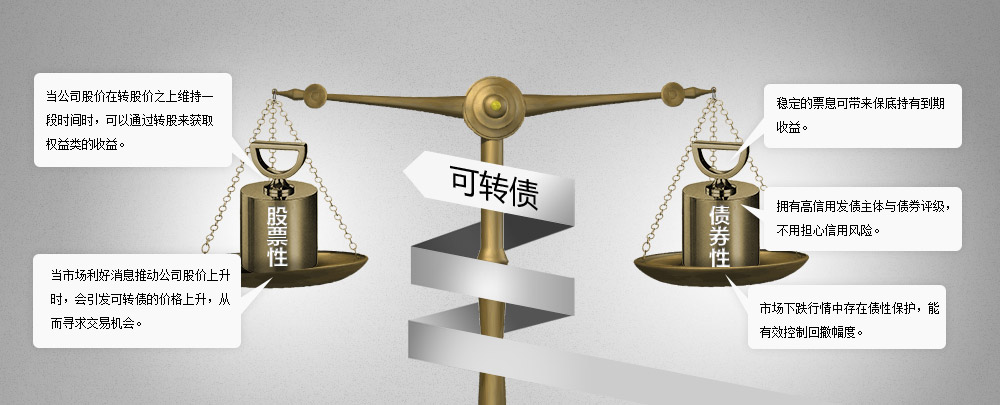 当公司股价在转股价之上维持一
段时间时，可以通过转股来获取
权益类的收益。
当市场利好消息推动公司股价上升
时，会引发可转债的价格上升，从
而寻求交易机会。
股票性
可转债
债券性
稳定的票息可带来保底持有到期
收益。
拥有高信用发债主体与债券评级，
不用担心信用风险。
市场下跌行情中存在债性保护，能
有效控制回撤幅度。